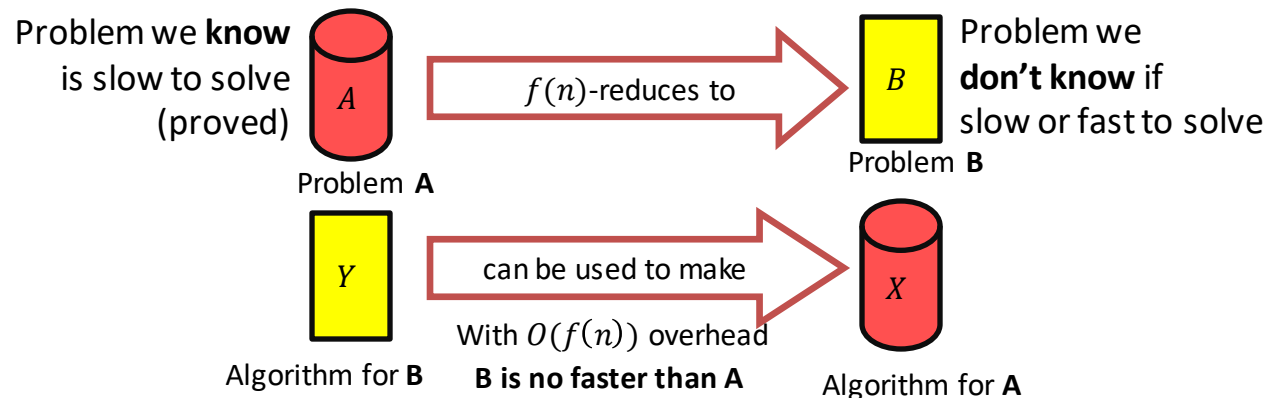 Problem we know
is slow to solve
(proved)
A
Problem A
f(n)-reduces to
B
Problem B
Problem we
don’t know if
slow or fast to solve
Y
Algorithm for B
can be used to make
With O(f(n)) overhead
B is no faster than A
X
Algorithm for A